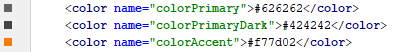 <color name="colorPrimary">#626262</color>
<color name="colorPrimaryDark">#424242</color>
<color name="colorAccent">#f77d02</color>